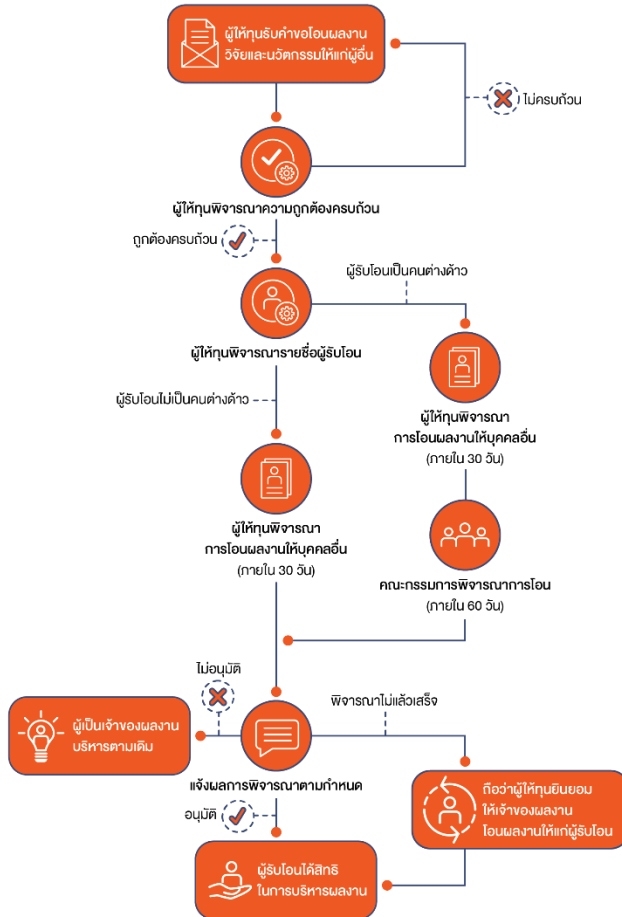 ผู้ให้ทุนรับคำขอโอนผลงาน
วิจัยและนวัตกรรมให้แก่ผู้อื่น
ไม่ครบถ้วน
ผู้ให้ทุนพิจารณาความถูกต้องครบถ้วน
ถูกต้องครบถ้วน
ผู้รับโอนเป็นคนต่างด้าว
ผู้ให้ทุนพิจารณารายชื่อผู้รับโอน
ผู้รับโอนไม่เป็นคนต่างด้าว
ผู้ให้ทุนพิจารณา
การโอนผลงานให้บุคคลอื่น
(ภายใน 30 วัน)
ผู้ให้ทุนพิจารณา
การโอนผลงานให้บุคคลอื่น
(ภายใน 30 วัน)
คณะกรรมการพิจารณาการโอน
(ภายใน 60 วัน)
ไม่อนุมัติ
พิจารณาไม่แล้วเสร็จ
ผู้เป็นเจ้าของผลงาน
บริหารตามเดิม
แจ้งผลการพิจารณาตามกำหนด
อนุมัติ
ถือว่าผู้ให้ทุนยินยอม
ให้เจ้าของผลงาน
โอนผลงานให้แก่ผู้รับโอน
ผู้รับโอนได้สิทธิ
ในการบริหารผลงาน